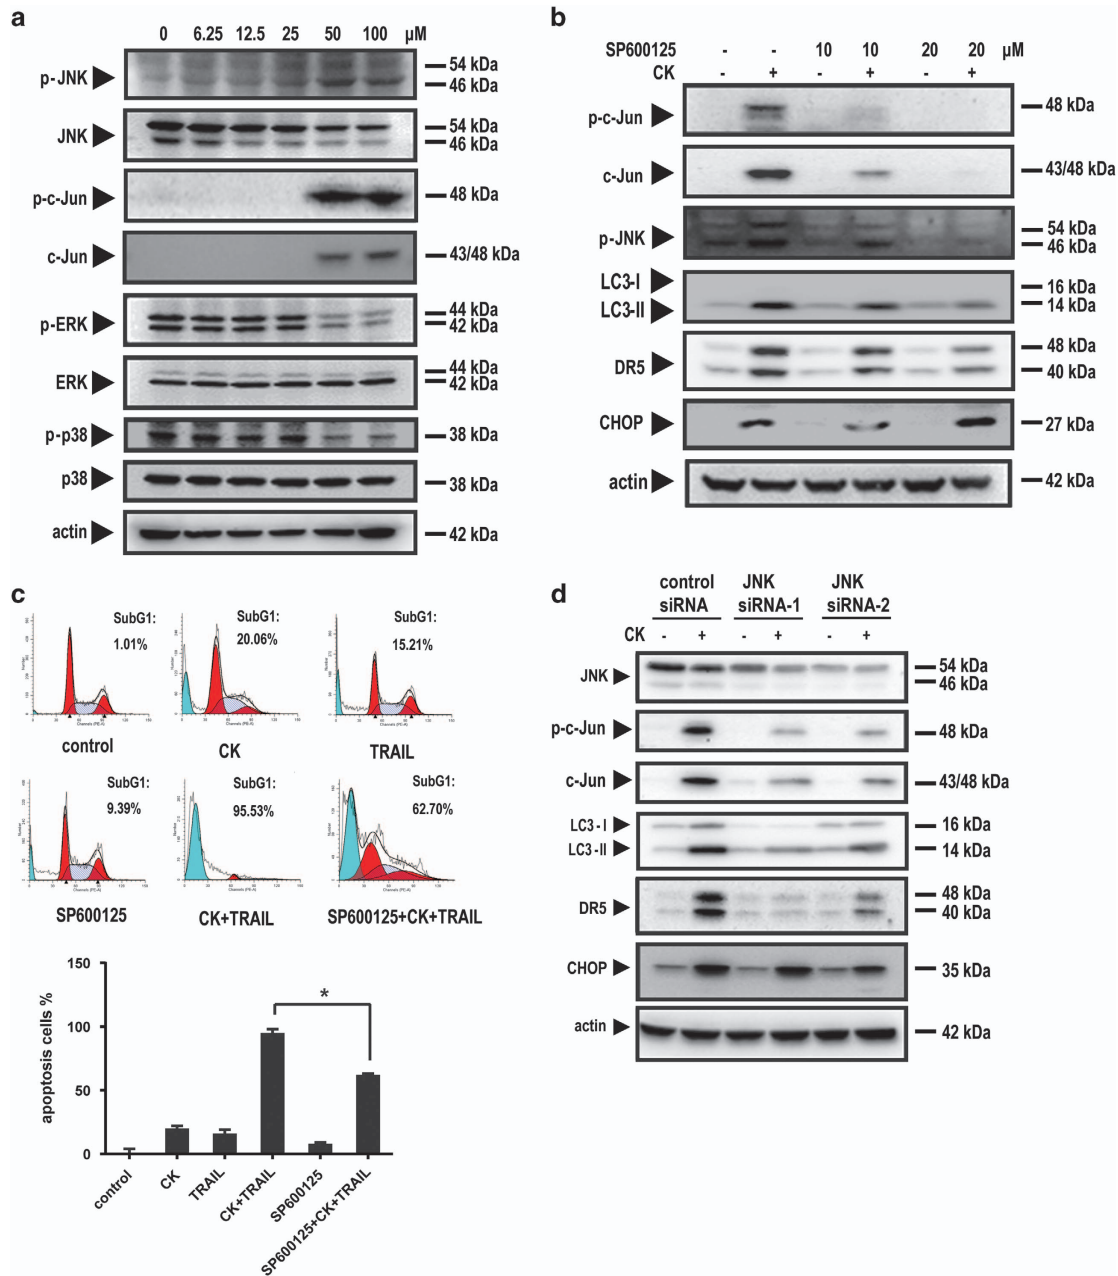 a
0 6.25 12.5 25 50 100 µM
p-JNK
54 kDa
46 kDa
JNK
54 kDa
46 kDa
p-c-Jun
48 kDa
c-Jun
43/48 kDa
p-ERK
44 kDa
42 kDa
ERK
44 kDa
42 kDa
p-p38
38 kDa
p38
38 kDa
actin
42 kDa
b
SP600125 - - 10 10 20 20 µM
CK - + - + - +
p-c-Jun
48 kDa
c-Jun
43/48 kDa
p-JNK
54 kDa
46 kDa
LC3-I
16 kDa
LC3-II
14 kDa
DR5
48 kDa
40 kDa
CHOP
27 kDa
actin
42 kDa
c
SubG1:
1.01%
control
SubG1:
20.06%
CK
SubG1:
15.21%
TRAIL
SubG1:
9.39%
SP600125
SubG1:
95.53%
CK+TRAIL
SubG1:
62.70%
SP600125+CK+TRAIL
apoptosis cells %
150
100
50
0
*
control
CK
TRAIL
CK+TRAIL
SP600125
SP600125+CK+TRAIL
d
control siRNA
JNK siRNA-1
JNK siRNA-2
CK - + - + - +
JNK
54 kDa
46 kDa
p-c-Jun
48 kDa
c-Jun
43/48 kDa
LC3-I
16 kDa
LC3-II
14 kDa
DR5
48 kDa
40 kDa
CHOP
35 kDa
actin
42 kDa